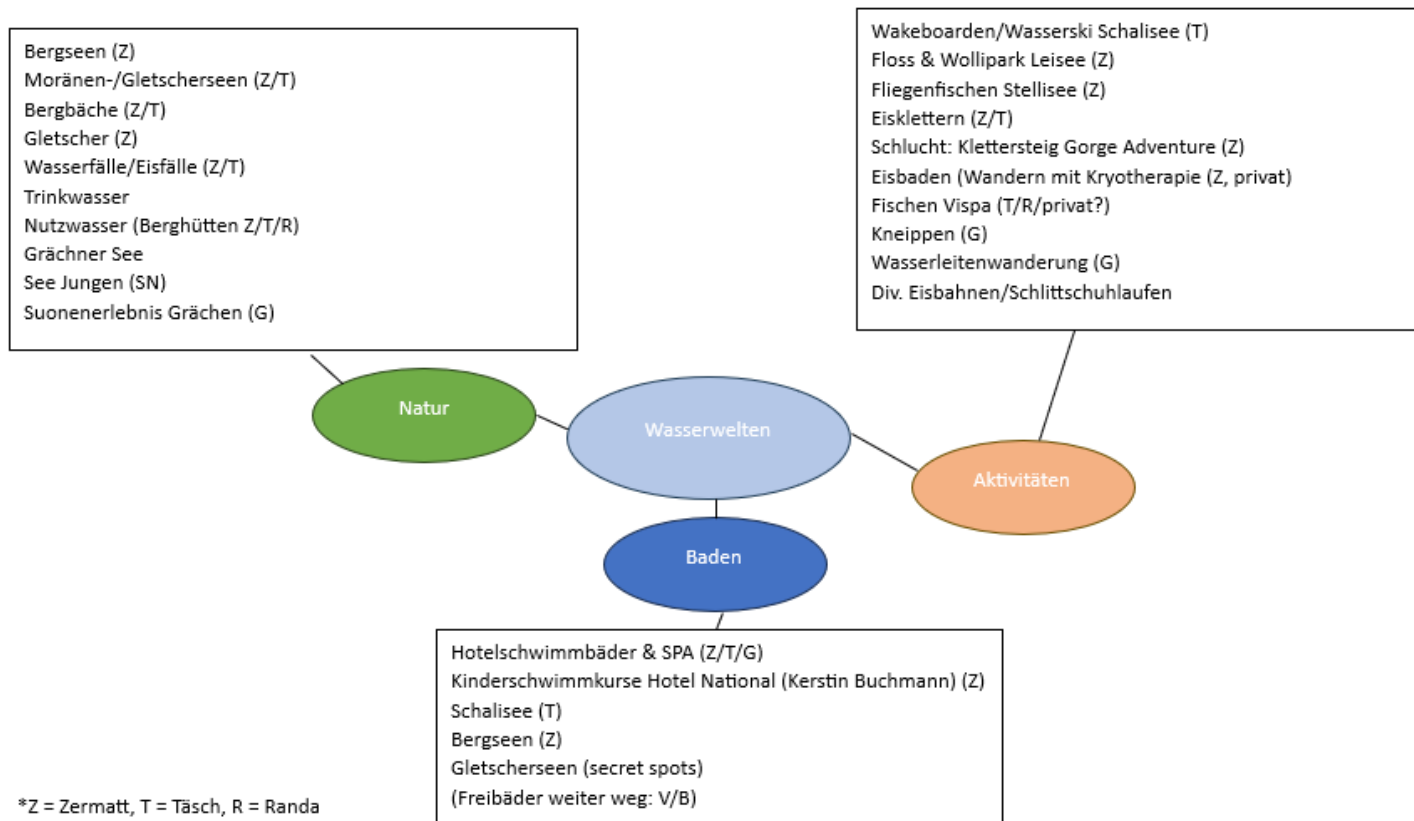 Bergseen (Z)
Moränen-/Gletscherseen (Z/T)
Bergbäche (Z/T)
Gletscher (Z)
Wasserfälle/Eisfälle (Z/T)
Trinkwasser
Nutzwasser (Berghütten Z/T/R)
Grächner See
See Jungen (SN)
Suonenerlebnis Grächen (G)
Wakeboarden/Wasserski Schalisee (T)
Floss & Wollipark Leisee (Z)
Fliegenfischen Stellisee (Z)
Eisklettern (Z/T)
Schlucht: Klettersteig Gorge Adventure (Z)
Eisbaden (Wandern mit Kryotherapie (Z, privat)
Fischen Vispa (T/R/privat?)
Kneippen (G)
Wasserleitenwanderung (G)
Div. Eisbahnen/Schlittschuhlaufen
Natur
Wasserwelten
Aktivitäten
Baden
Hotelschwimmbäder & SPA (Z/T/G)
Kinderschwimmkurse Hotel National (Kerstin Buchmann) (Z)
Schalisee (T)
Bergseen (Z)
Gletscherseen (secret spots)
(Freibäder weiter weg: V/B)
*Z = Zermatt, T = Täsch, R = Randa